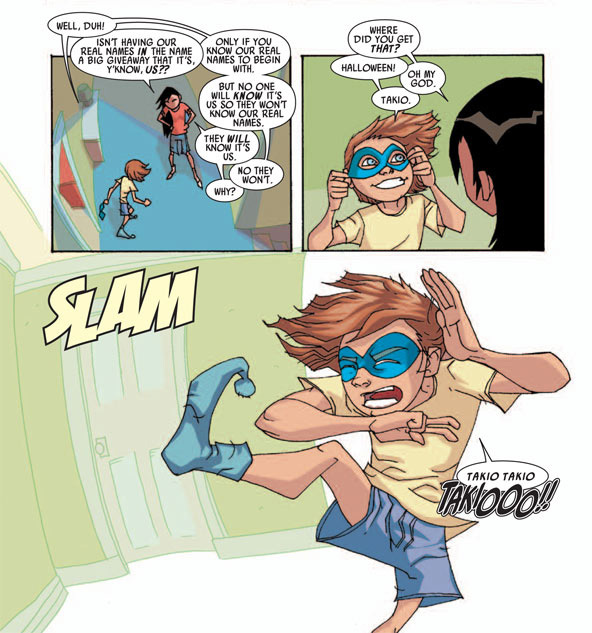 WELL, DUH!
ISN'T HAVING OUR
REAL NAMES IN THE NAME
A BIG GIVEAWAY THAT IT'S,
Y'KNOW, US??
ONLY IF YOU
KNOW OUR REAL
NAMES TO BEGIN
WITH.
BUT NO ONE
WILL KNOW IT'S
US SO THEY WON'T
KNOW OUR REAL
NAMES.
THEY WILL
KNOW IT'S
US.
NO THEY
WON'T.
WHY?
WHERE
DID YOU GET
THAT?
HALLOWEEN!
OH MY
GOD.
TAKIO.
SLAM
TAKIO TAKIO
TAKIOOO!!